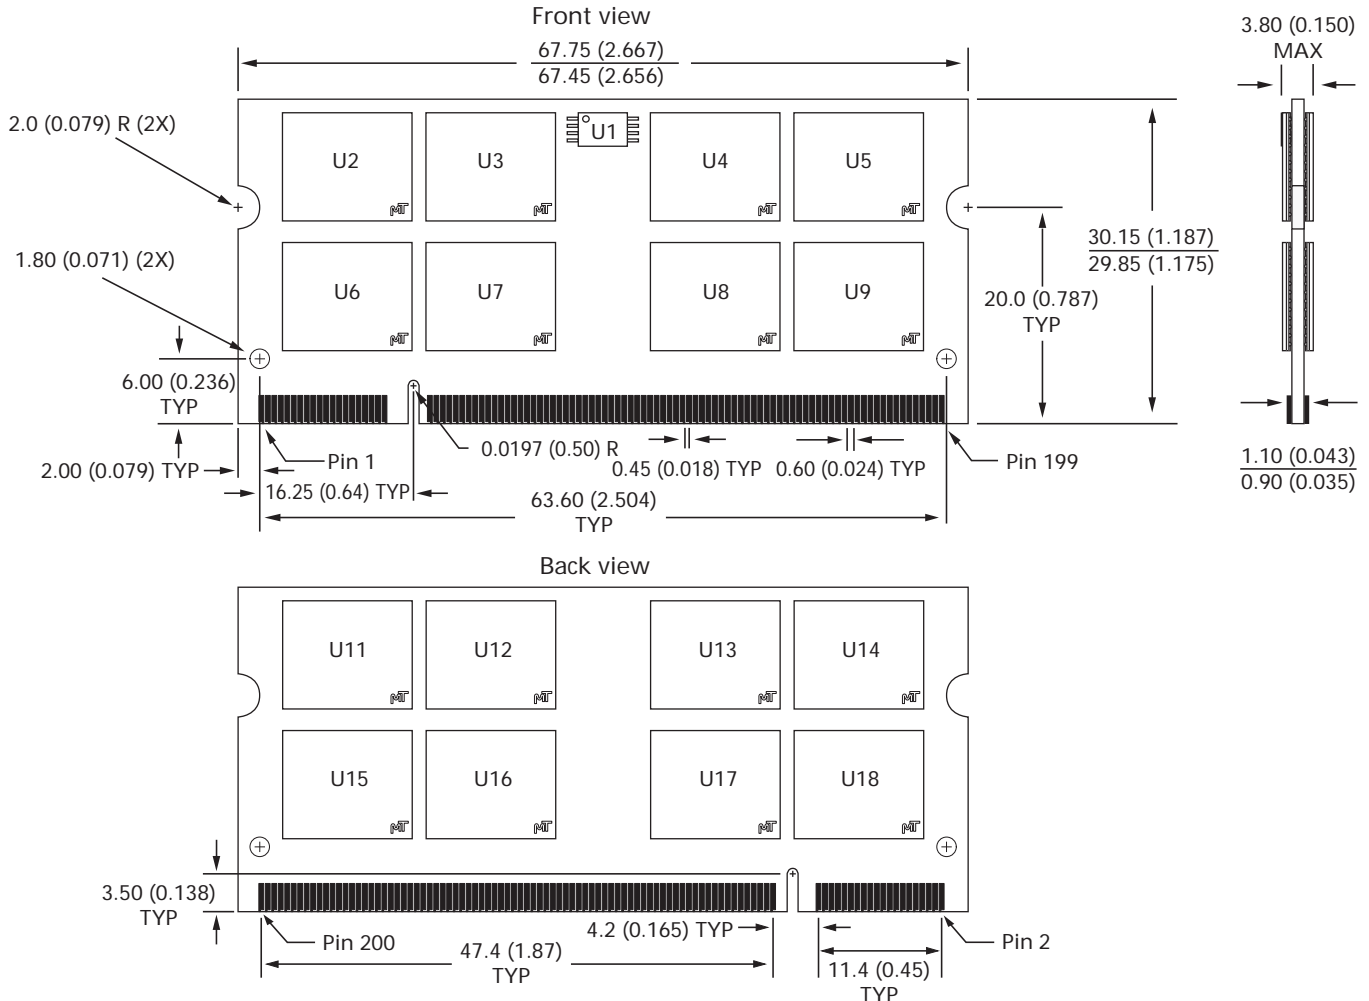 Front view
67.75 (2.667)
67.45 (2.656)
3.80 (0.150)
MAX
2.0 (0.079) R (2X)
U1
U2
U3
U4
U5
1.80 (0.071) (2X)
30.15 (1.187)
29.85 (1.175)
20.0 (0.787)
TYP
U6
U7
U8
U9
6.00 (0.236)
TYP
2.00 (0.079) TYP
Pin 1
0.0197 (0.50) R
0.45 (0.018) TYP
0.60 (0.024) TYP
Pin 199
1.10 (0.043)
0.90 (0.035)
16.25 (0.64) TYP
63.60 (2.504)
TYP
Back view
U11
U12
U13
U14
U15
U16
U17
U18
3.50 (0.138)
TYP
Pin 200
47.4 (1.87)
TYP
4.2 (0.165) TYP
Pin 2
11.4 (0.45)
TYP